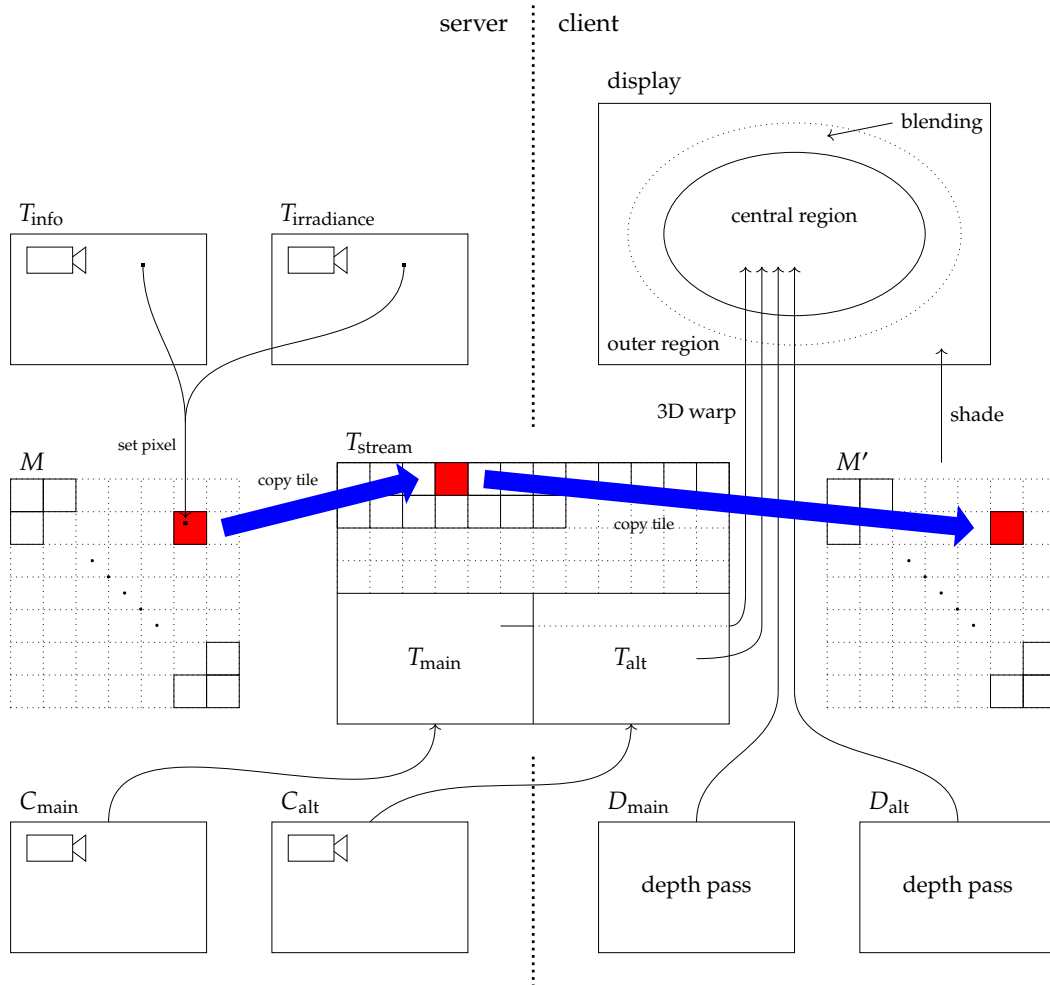 server client
display
blending
T_info T_irradiance
central region
outer region
3D warp
shade
set pixel
M
T_stream
M′
copy tile
copy tile
T_main T_alt
C_main C_alt D_main D_alt
depth pass depth pass